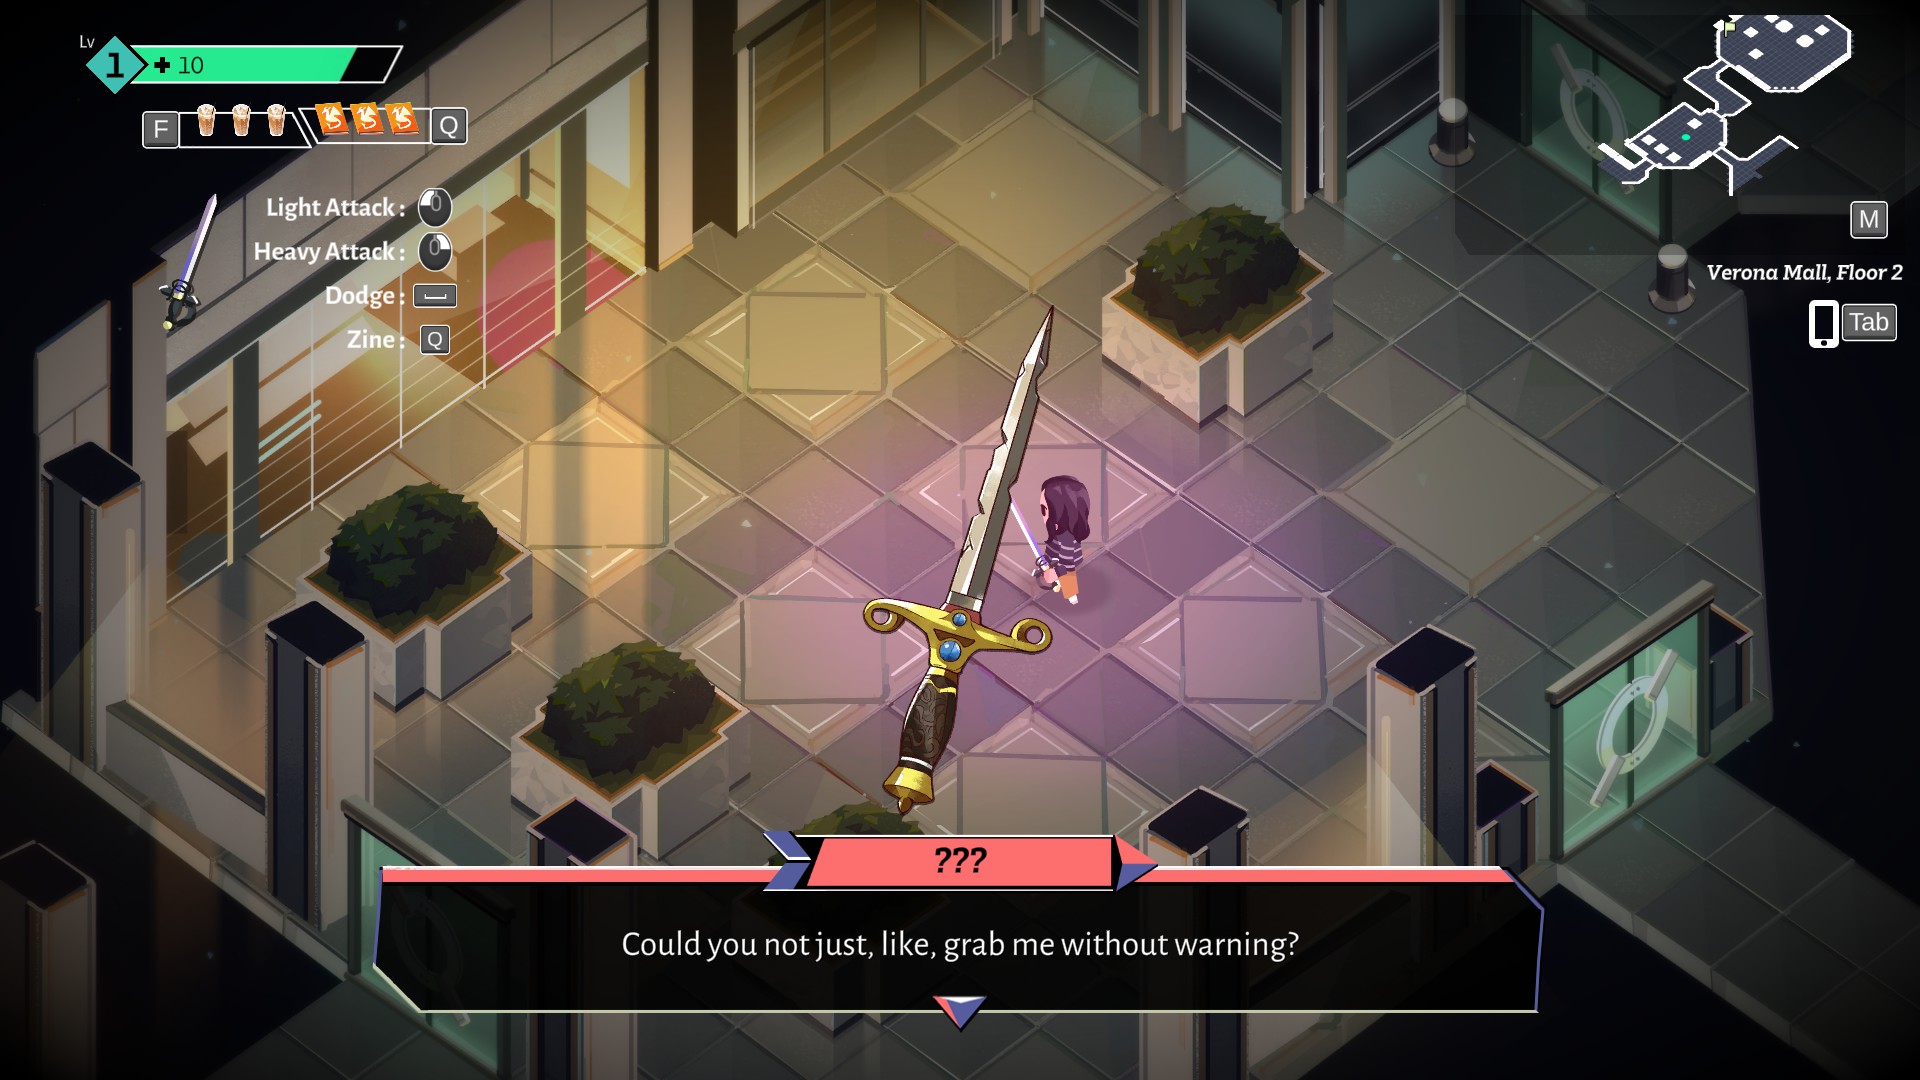 Lv
1
+ 10
F
Q
Light Attack :
Heavy Attack :
Dodge :
Zine : Q
M
Verona Mall, Floor 2
Tab
???
Could you not just, like, grab me without warning?